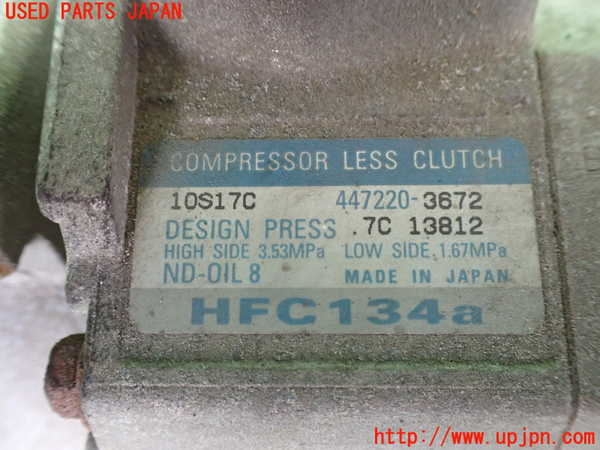 USED PARTS JAPAN
COMPRESSOR LESS CLUTCH
10S17C 447220-3672
DESIGN PRESS .7C 13812
HIGH SIDE 3.53MPa LOW SIDE 1.67MPa
ND-OIL 8 MADE IN JAPAN
HFC134a
http://www.upjpn.com/